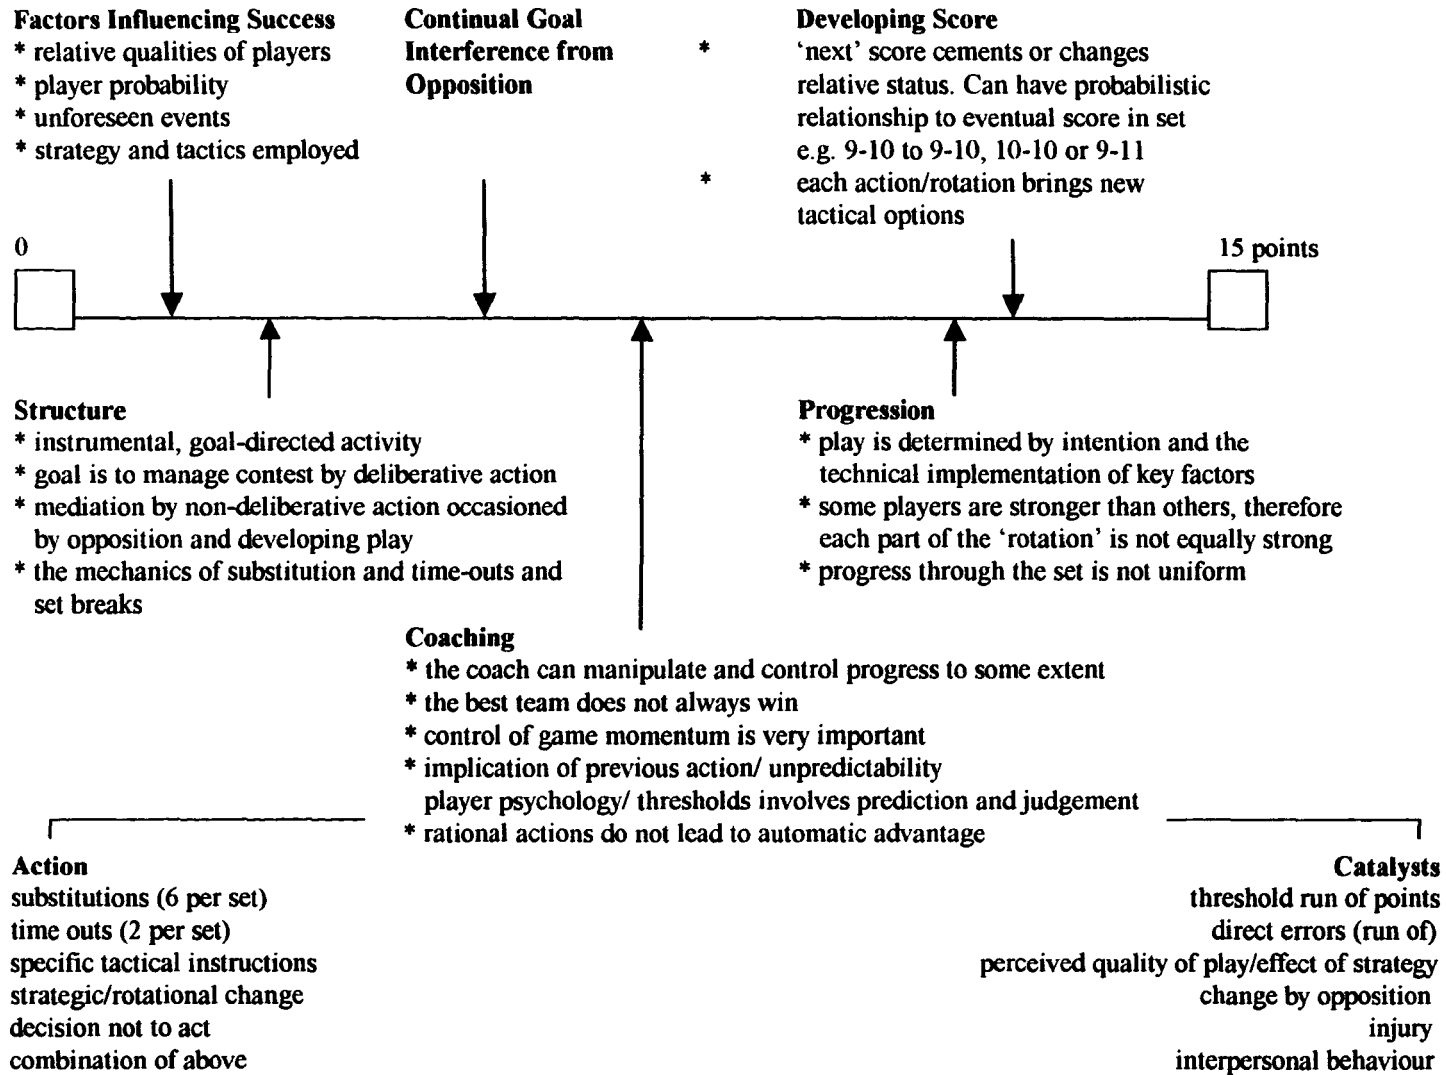 Factors Influencing Success
* relative qualities of players
* player probability
* unforeseen events
* strategy and tactics employed
Continual Goal
Interference from
Opposition
Developing Score
* ‘next’ score cements or changes
relative status. Can have probabilistic
relationship to eventual score in set
e.g. 9-10 to 9-10, 10-10 or 9-11
* each action/rotation brings new
tactical options
0
15 points
Structure
* instrumental, goal-directed activity
* goal is to manage contest by deliberative action
* mediation by non-deliberative action occasioned
by opposition and developing play
* the mechanics of substitution and time-outs and
set breaks
Progression
* play is determined by intention and the
technical implementation of key factors
* some players are stronger than others, therefore
each part of the ‘rotation’ is not equally strong
* progress through the set is not uniform
Coaching
* the coach can manipulate and control progress to some extent
* the best team does not always win
* control of game momentum is very important
* implication of previous action/ unpredictability
player psychology/ thresholds involves prediction and judgement
* rational actions do not lead to automatic advantage
Action
substitutions (6 per set)
time outs (2 per set)
specific tactical instructions
strategic/rotational change
decision not to act
combination of above
Catalysts
threshold run of points
direct errors (run of)
perceived quality of play/effect of strategy
change by opposition
injury
interpersonal behaviour